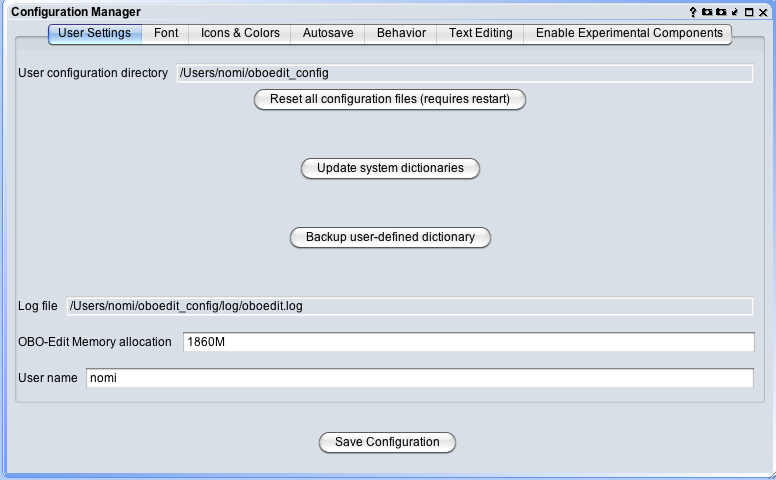 Configuration Manager ?
User Settings Font Icons & Colors Autosave Behavior Text Editing Enable Experimental Components
User configuration directory /Users/nomi/oboedit_config
Reset all configuration files (requires restart)
Update system dictionaries
Backup user-defined dictionary
Log file /Users/nomi/oboedit_config/log/oboedit.log
OBO-Edit Memory allocation 1860M
User name nomi
Save Configuration